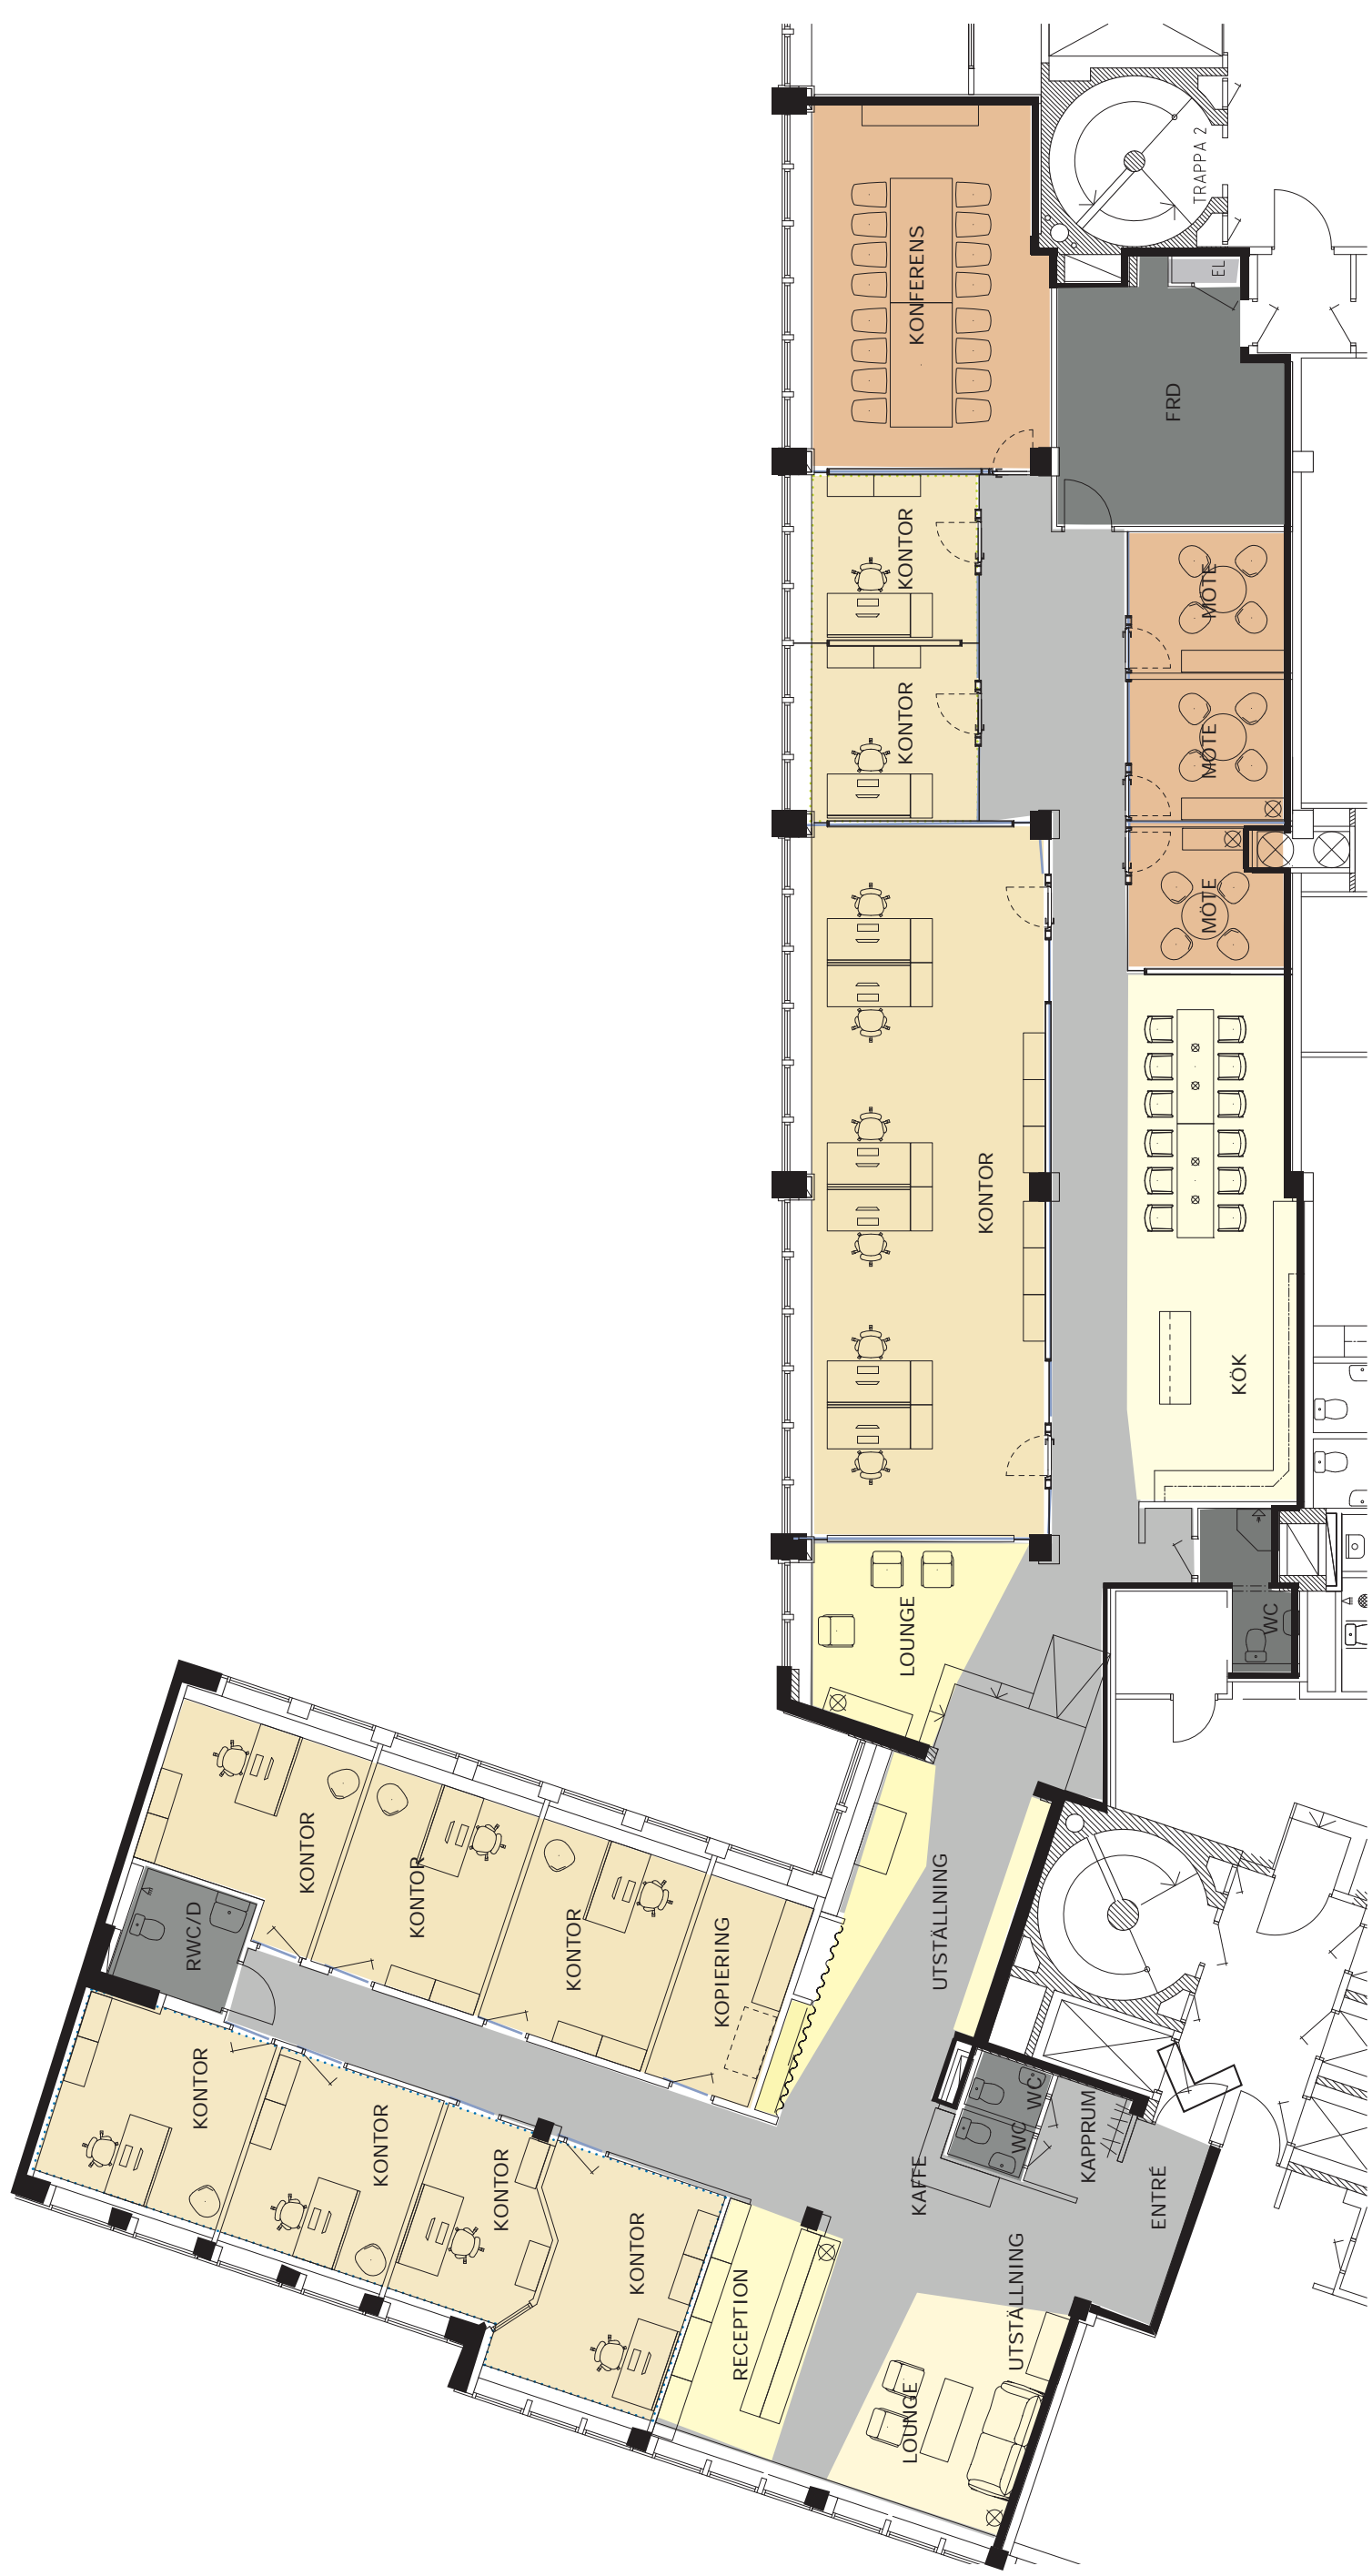 TRAPPA 2
KONFERENS
EL
FRD
KONTOR
MÖTE
KONTOR
MÖTE
MÖTE
KONTOR
KÖK
LOUNGE
WC
KONTOR
KONTOR
UTSTÄLLNING
RWC/D
KONTOR
KOPIERING
KONTOR
KONTOR
KONTOR
KONTOR
WC
WC
KAPPRUM
KAFFE
ENTRÉ
RECEPTION
UTSTÄLLNING
LOUNGE